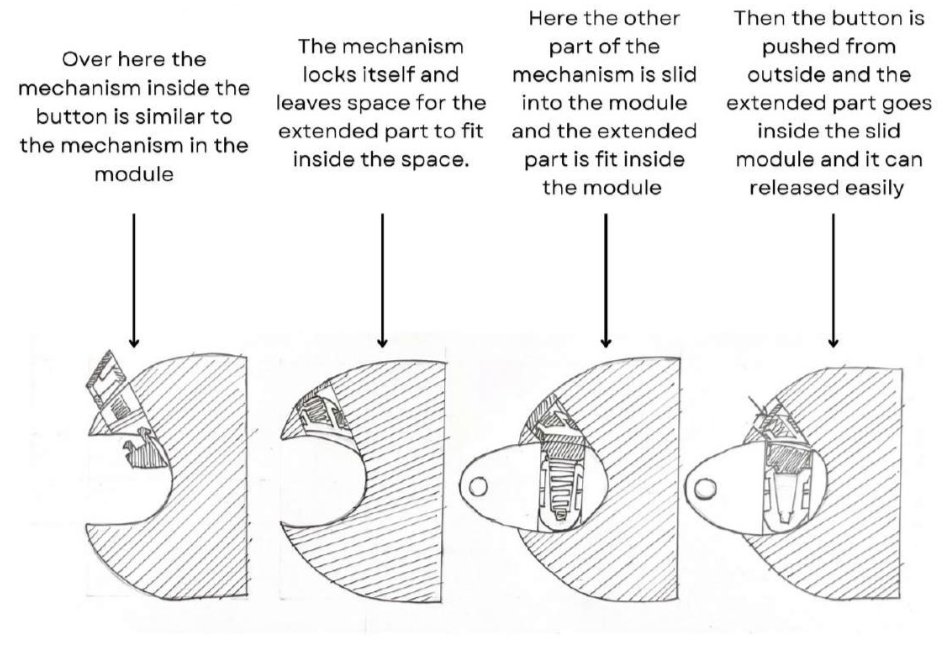 Over here the
mechanism inside the
button is similar to
the mechanism in the
module
The mechanism
locks itself and
leaves space for the
extended part to fit
inside the space.
Here the other
part of the
mechanism is slid
into the module
and the extended
part is fit inside
the module
Then the button is
pushed from
outside and the
extended part goes
inside the slid
module and it can
released easily